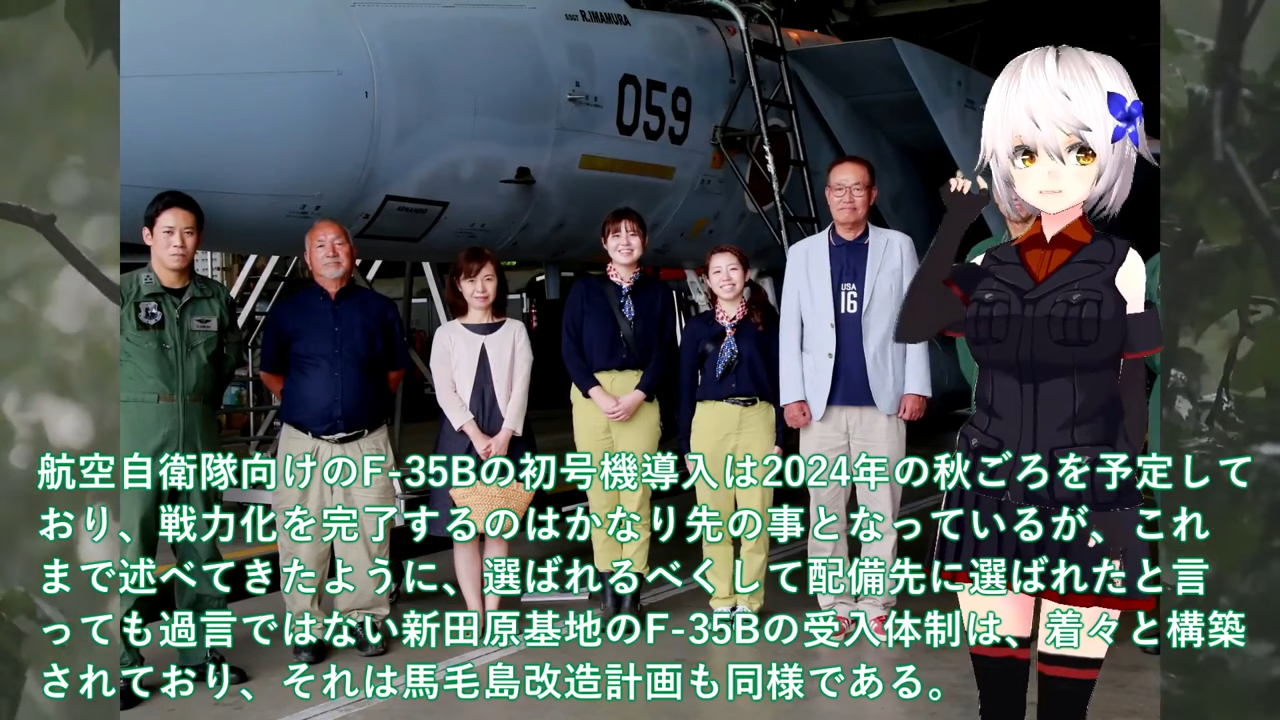 SSGT R.IMAMURA
059
USA
16
航空自衛隊向けのF-35Bの初号機導入は2024年の秋ごろを予定して
おり、戦力化を完了するのはかなり先の事となっているが、これ
まで述べてきたように、選ばれるべくして配備先に選ばれたと言
っても過言ではない新田原基地のF-35Bの受入体制は、着々と構築
されており、それは馬毛島改造計画も同様である。